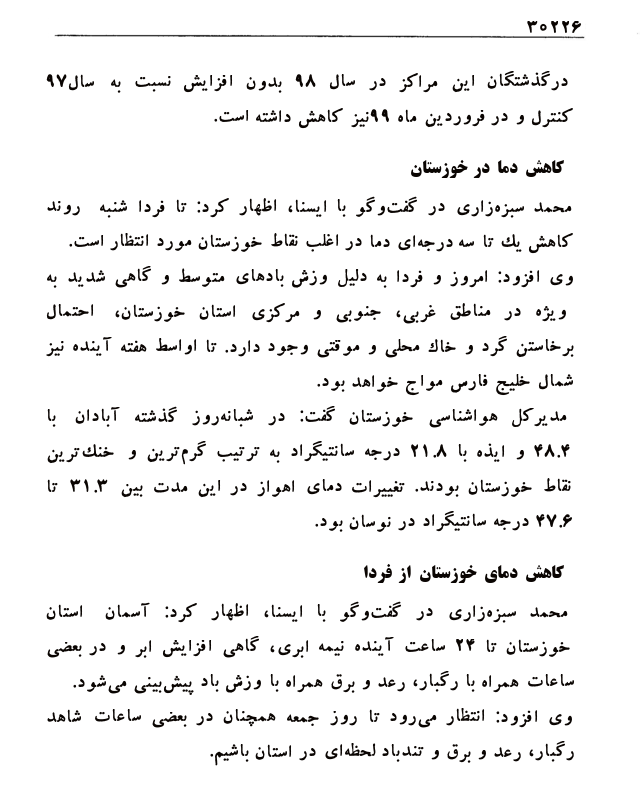 ۳۰۲۲۶
درگذشتگان این مراکز در سال ۹۸ بدون افزایش نسبت به سال۹۷
کنترل و در فروردین ماه ۹۹نیز کاهش داشته است.
کاهش دما در خوزستان
محمد سبزه‌زاری در گفت‌وگو با ایسنا، اظهار کرد: تا فردا شنبه روند
کاهش یك تا سه درجه‌ای دما در اغلب نقاط خوزستان مورد انتظار است.
وی افزود: امروز و فردا به دلیل وزش بادهای متوسط و گاهی شدید به
ویژه در مناطق غربی، جنوبی و مرکزی استان خوزستان، احتمال
برخاستن گرد و خاك محلی و موقتی وجود دارد. تا اواسط هفته آینده نیز
شمال خلیج فارس مواج خواهد بود.
مدیرکل هواشناسی خوزستان گفت: در شبانه‌روز گذشته آبادان با
۴۸.۴ و ایذه با ۲۱.۸ درجه سانتیگراد به ترتیب گرم‌ترین و خنك‌ترین
نقاط خوزستان بودند. تغییرات دمای اهواز در این مدت بین ۳۱.۳ تا
۴۷.۶ درجه سانتیگراد در نوسان بود.
کاهش دمای خوزستان از فردا
محمد سبزه‌زاری در گفت‌وگو با ایسنا، اظهار کرد: آسمان استان
خوزستان تا ۲۴ ساعت آینده نیمه ابری، گاهی افزایش ابر و در بعضی
ساعات همراه با رگبار، رعد و برق همراه با وزش باد پیش‌بینی می‌شود.
وی افزود: انتظار می‌رود تا روز جمعه همچنان در بعضی ساعات شاهد
رگبار، رعد و برق و تندباد لحظه‌ای در استان باشیم.